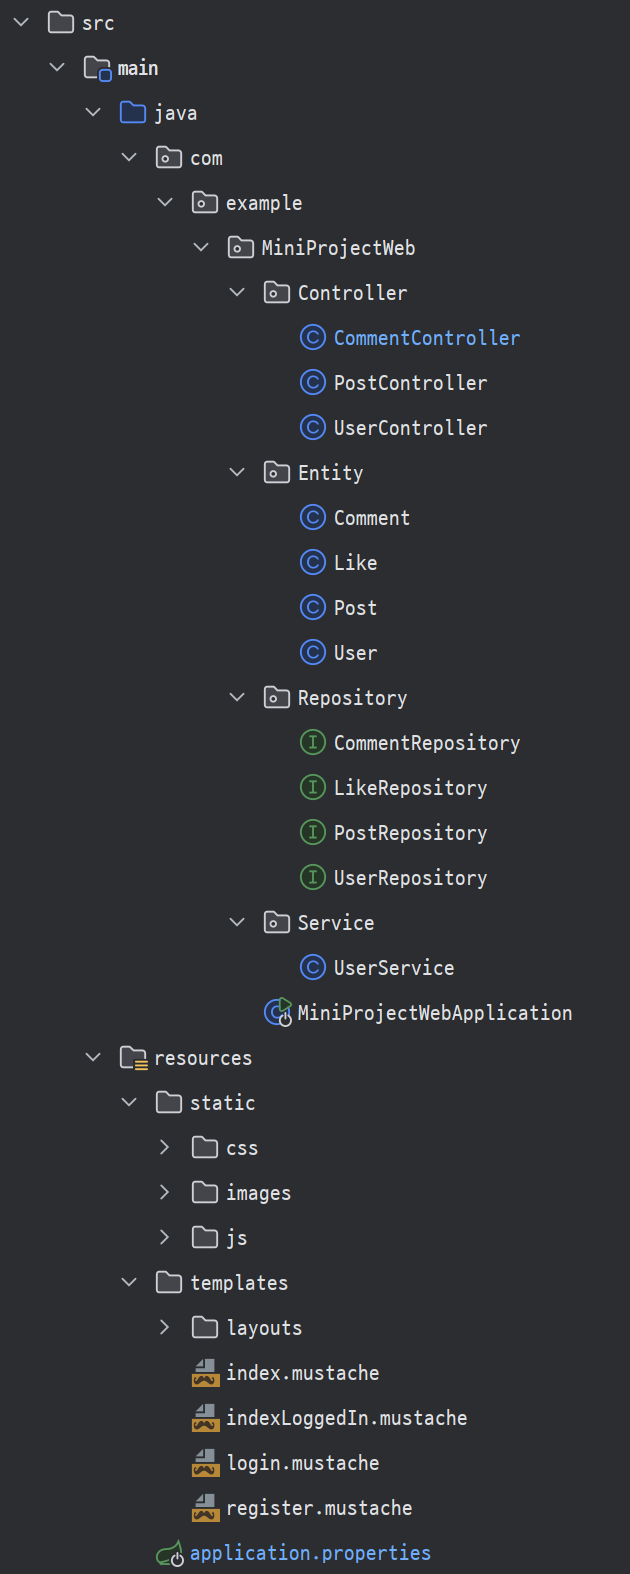 src
main
java
com
example
MiniProjectWeb
Controller
CommentController
PostController
UserController
Entity
Comment
Like
Post
User
Repository
CommentRepository
LikeRepository
PostRepository
UserRepository
Service
UserService
MiniProjectWebApplication
resources
static
css
images
js
templates
layouts
index.mustache
indexLoggedIn.mustache
login.mustache
register.mustache
application.properties